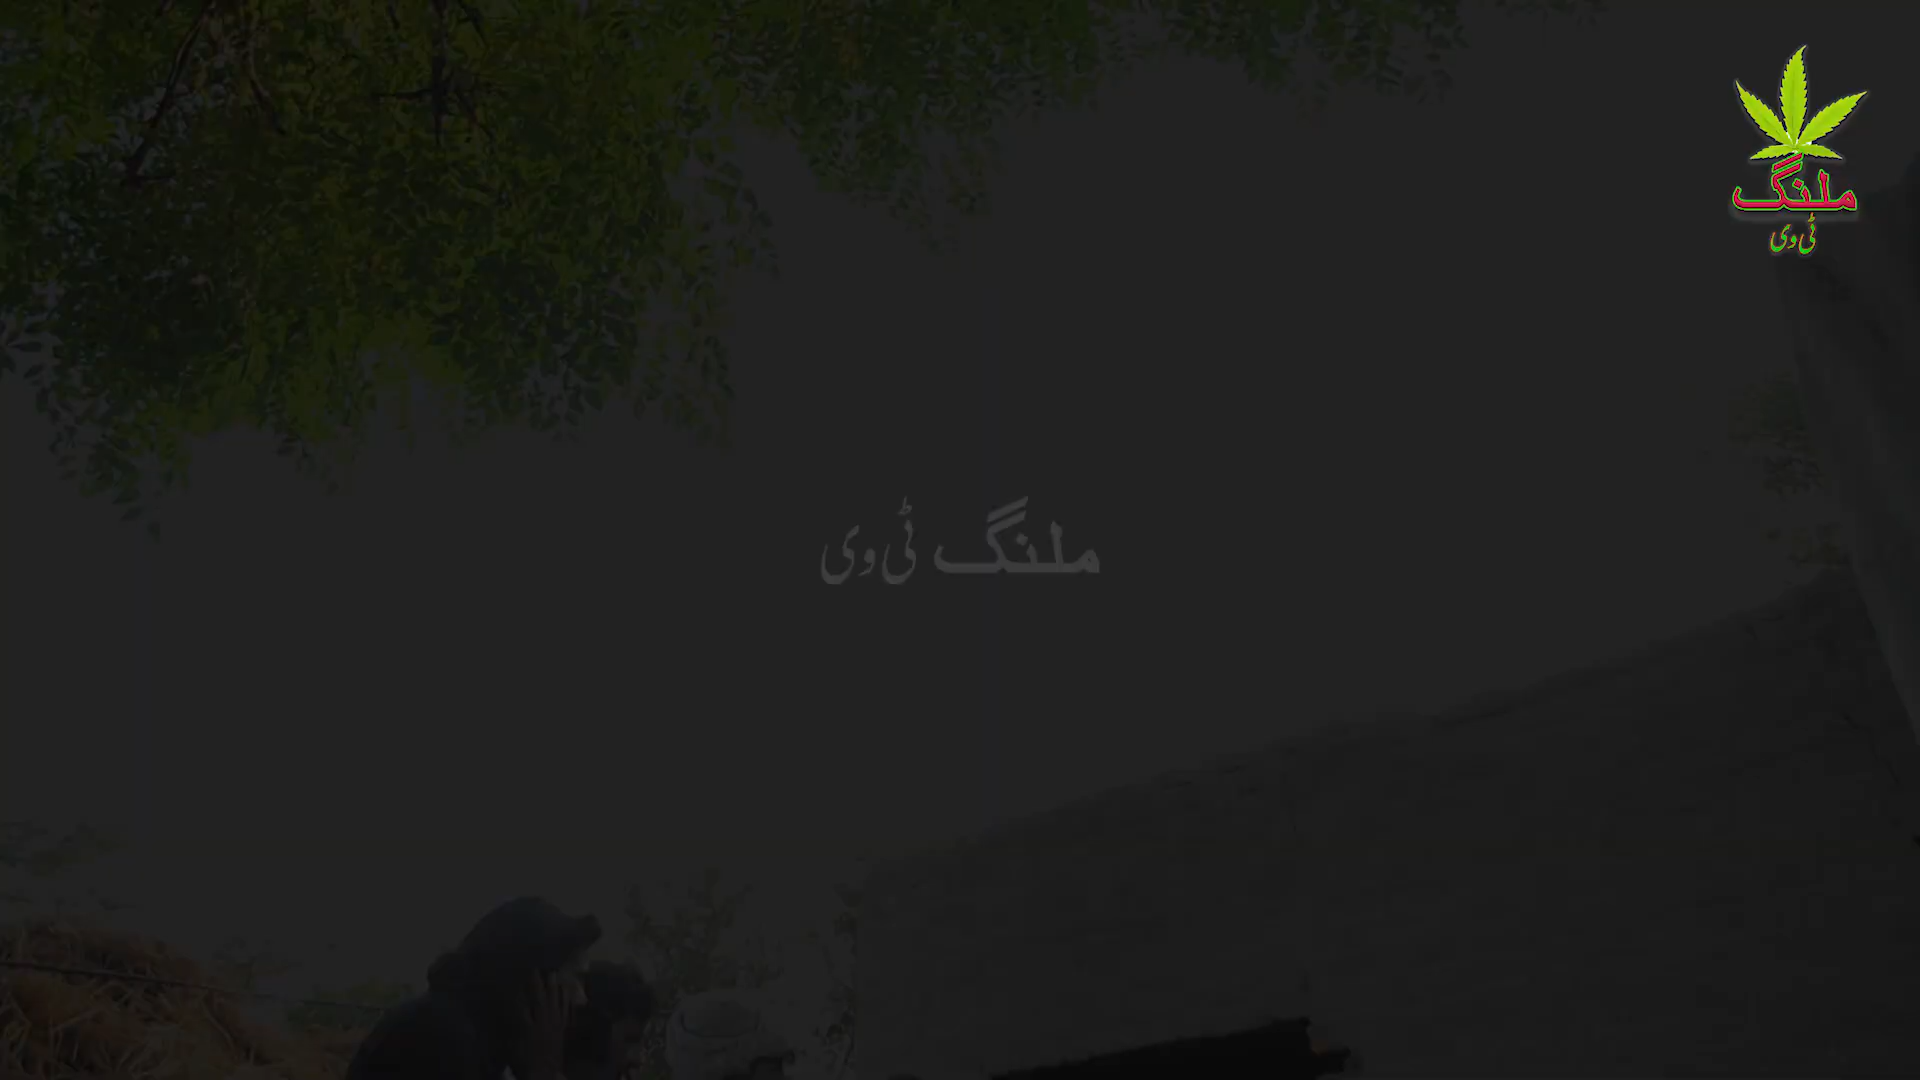 ملنگ
ٹی وی
ملنگ ٹی وی